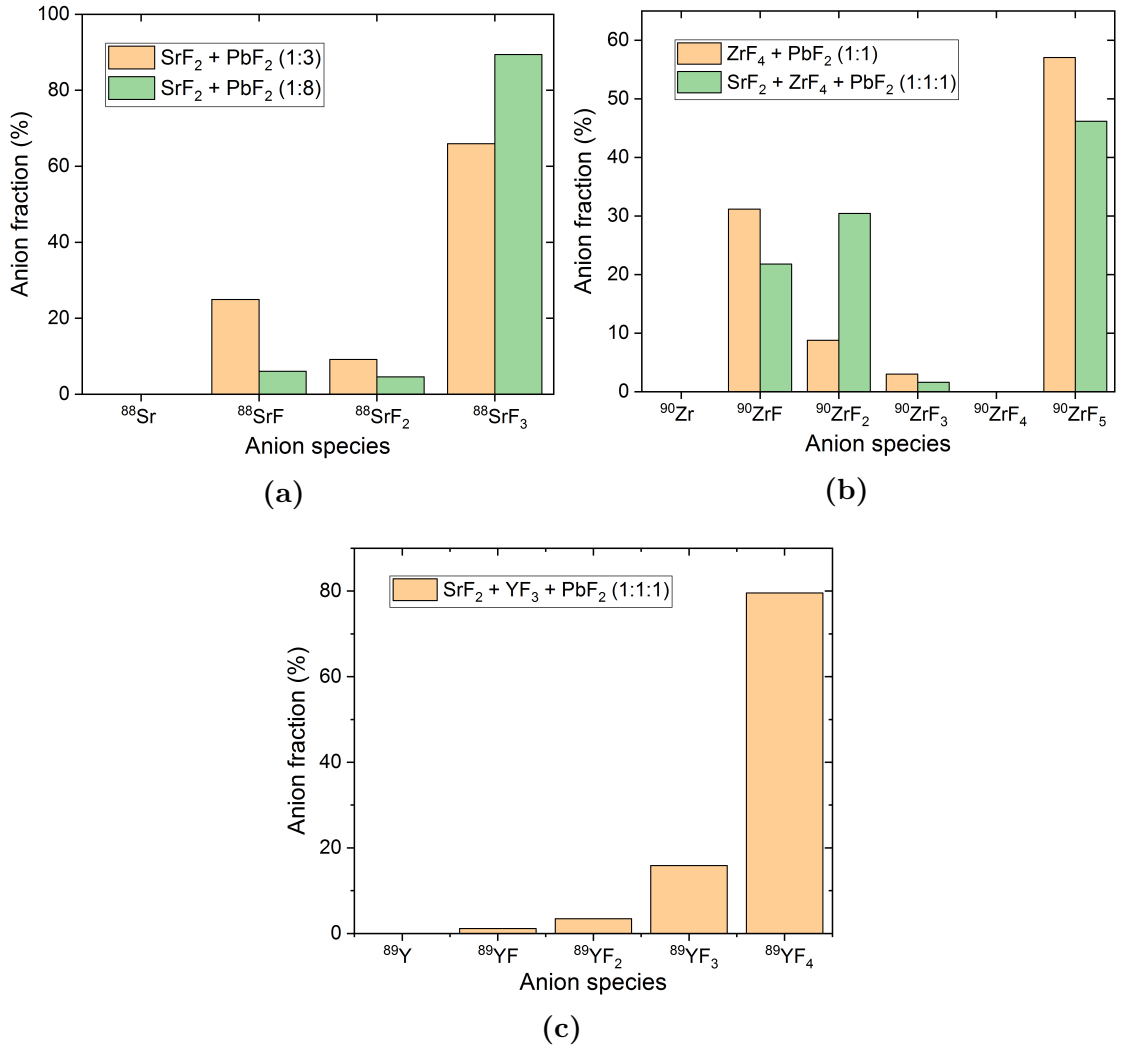 SrF₂ + PbF₂ (1:3)
SrF₂ + PbF₂ (1:8)
Anion fraction (%)
100
80
60
40
20
0
⁸⁸Sr ⁸⁸SrF ⁸⁸SrF₂ ⁸⁸SrF₃
Anion species
(a)
ZrF₄ + PbF₂ (1:1)
SrF₂ + ZrF₄ + PbF₂ (1:1:1)
Anion fraction (%)
60
50
40
30
20
10
0
⁹⁰Zr ⁹⁰ZrF ⁹⁰ZrF₂ ⁹⁰ZrF₃ ⁹⁰ZrF₄ ⁹⁰ZrF₅
Anion species
(b)
SrF₂ + YF₃ + PbF₂ (1:1:1)
Anion fraction (%)
80
60
40
20
0
⁸⁹Y ⁸⁹YF ⁸⁹YF₂ ⁸⁹YF₃ ⁸⁹YF₄
Anion species
(c)